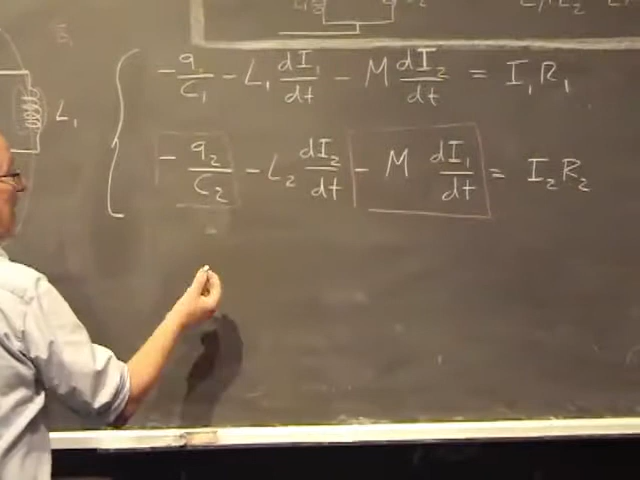 -q₁/C₁ - L₁ dI₁/dt - M dI₂/dt = I₁R₁
L₁
-q₂/C₂ - L₂ dI₂/dt - M dI₁/dt = I₂R₂